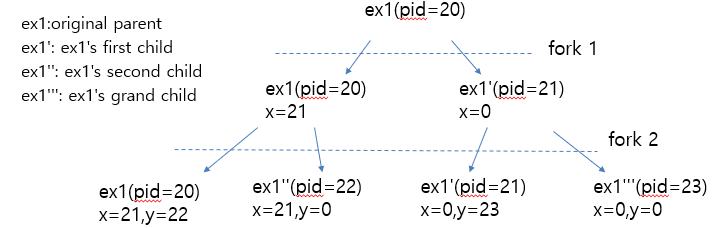 ex1(pid=20)
ex1:original parent
ex1': ex1's first child
ex1'': ex1's second child
ex1''': ex1's grand child
fork 1
ex1(pid=20)
x=21
ex1'(pid=21)
x=0
fork 2
ex1(pid=20)
x=21,y=22
ex1''(pid=22)
x=21,y=0
ex1'(pid=21)
x=0,y=23
ex1'''(pid=23)
x=0,y=0